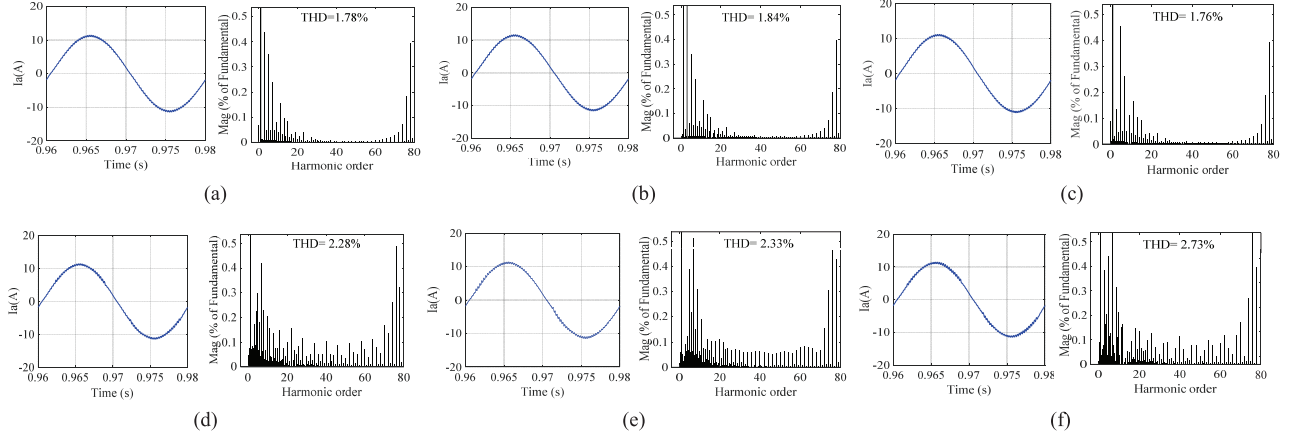 THD=1.78%
Ia(A)
20
10
0
-10
-20
0.96 0.965 0.97 0.975 0.98
Time (s)
Mag (% of Fundamental)
0.5
0.4
0.3
0.2
0.1
0
0 20 40 60 80
Harmonic order
(a)
THD=1.84%
Ia(A)
20
10
0
-10
-20
0.96 0.965 0.97 0.975 0.98
Time (s)
Mag (% of Fundamental)
0.5
0.4
0.3
0.2
0.1
0
0 20 40 60 80
Harmonic order
(b)
THD=1.76%
Ia(A)
20
10
0
-10
-20
0.96 0.965 0.97 0.975 0.98
Time (s)
Mag (% of Fundamental)
0.5
0.4
0.3
0.2
0.1
0
0 20 40 60 80
Harmonic order
(c)
THD= 2.28%
Ia(A)
20
10
0
-10
-20
0.96 0.965 0.97 0.975 0.98
Time (s)
Mag (% of Fundamental)
0.5
0.4
0.3
0.2
0.1
0
0 20 40 60 80
Harmonic order
(d)
THD= 2.33%
Ia(A)
20
10
0
-10
-20
0.96 0.965 0.97 0.975 0.98
Time (s)
Mag (% of Fundamental)
0.5
0.4
0.3
0.2
0.1
0
0 20 40 60 80
Harmonic order
(e)
THD= 2.73%
Ia(A)
20
10
0
-10
-20
0.96 0.965 0.97 0.975 0.98
Time (s)
Mag (% of Fundamental)
0.5
0.4
0.3
0.2
0.1
0
0 20 40 60 80
Harmonic order
(f)